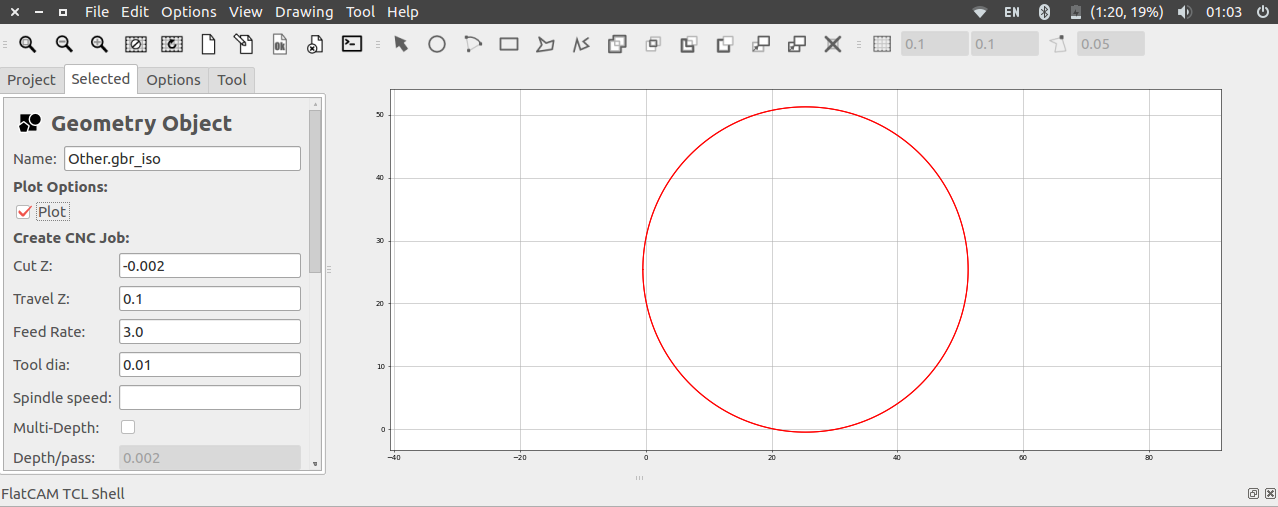 File Edit Options View Drawing Tool Help EN (1:20, 19%) 01:03
Ok 0.1 0.1 0.05
Project Selected Options Tool
Geometry Object
Name: Other.gbr_iso
Plot Options:
Plot
Create CNC Job:
Cut Z: -0.002
Travel Z: 0.1
Feed Rate: 3.0
Tool dia: 0.01
Spindle speed:
Multi-Depth:
Depth/pass: 0.002
50
40
30
20
10
0
−40 −20 0 20 40 60 80
FlatCAM TCL Shell